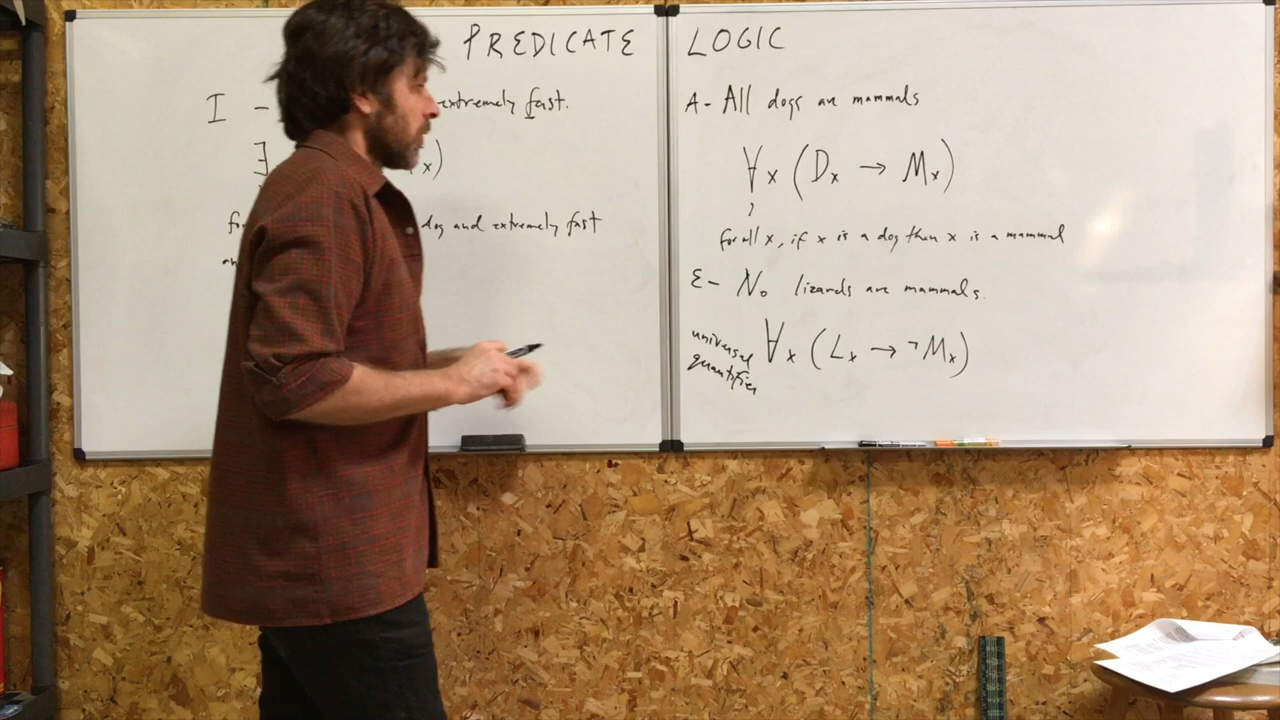 PREDICATE LOGIC
I - extremely fast.
∃ x)
dog and extremely fast
A - All dogs are mammals
∀x (Dx → Mx)
for all x, if x is a dog then x is a mammal
E - No lizards are mammals.
universal
quantifier
∀x (Lx → ¬Mx)